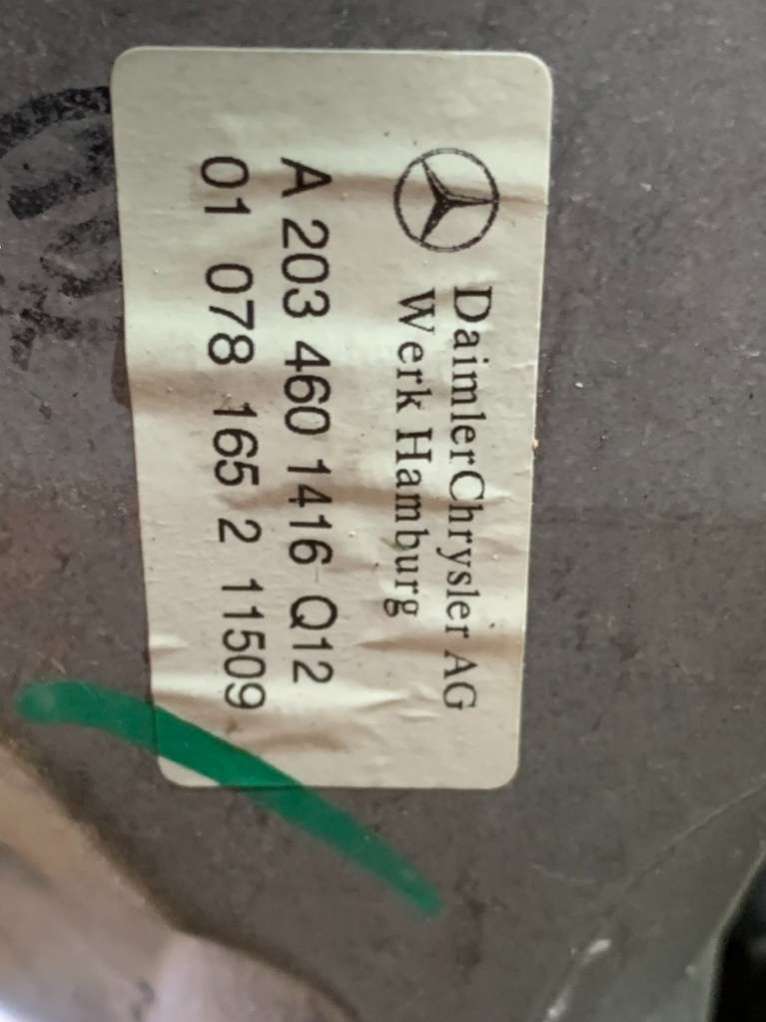 DaimlerChrysler AG
Werk Hamburg
A 203 460 1416 Q12
01 078 165 2 11509